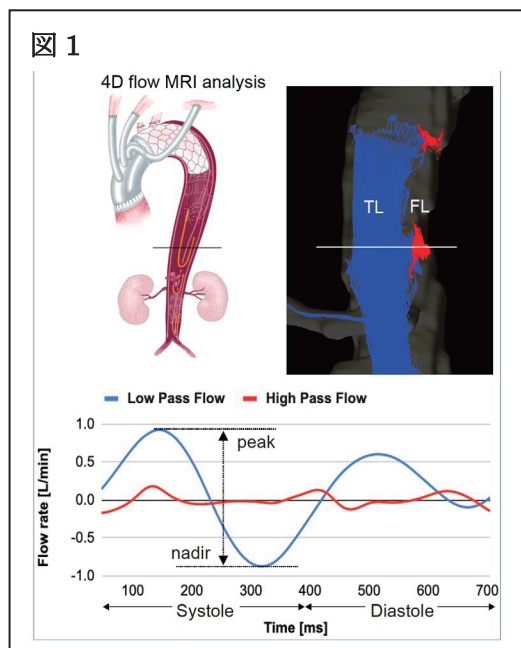 図 1
4D flow MRI analysis
TL FL
Low Pass Flow High Pass Flow
Flow rate [L/min]
1.0
0.5
0.0
-0.5
-1.0
peak
nadir
100 200 300 400 500 600 700
Systole Diastole
Time [ms]